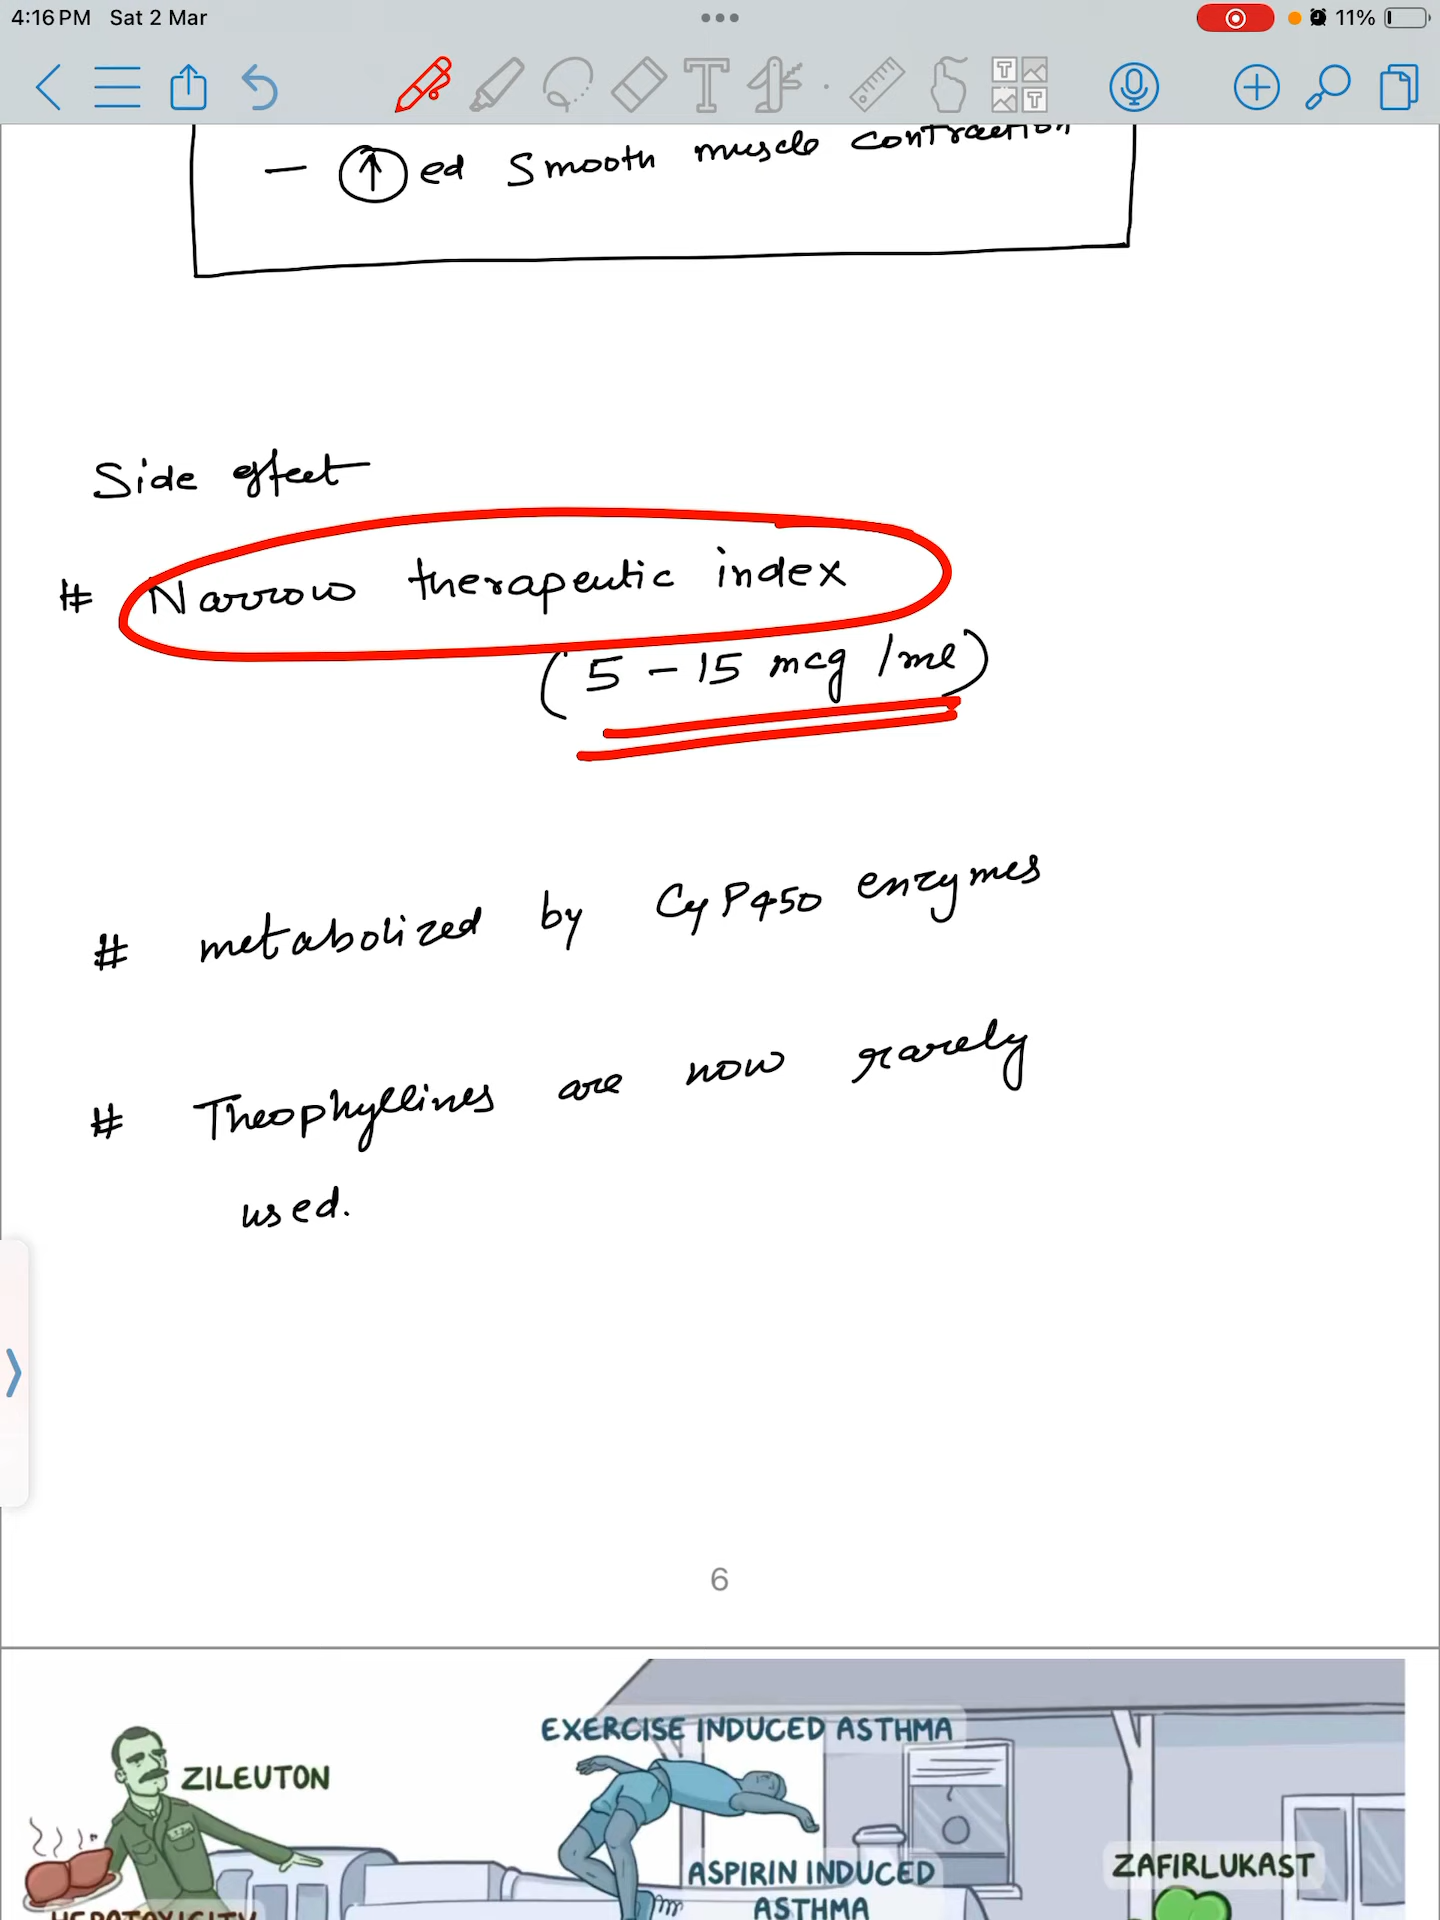 4:16 PM Sat 2 Mar
11%
— ↑ed Smooth muscle contraction
Side effect
# Narrow therapeutic index
(5 – 15 mcg /ml)
# metabolized by CyP450 enzymes
# Theophyllines are now rarely
used.
6
EXERCISE INDUCED ASTHMA
ZILEUTON
ASPIRIN INDUCED
ASTHMA
ZAFIRLUKAST
HEPATOXICITY